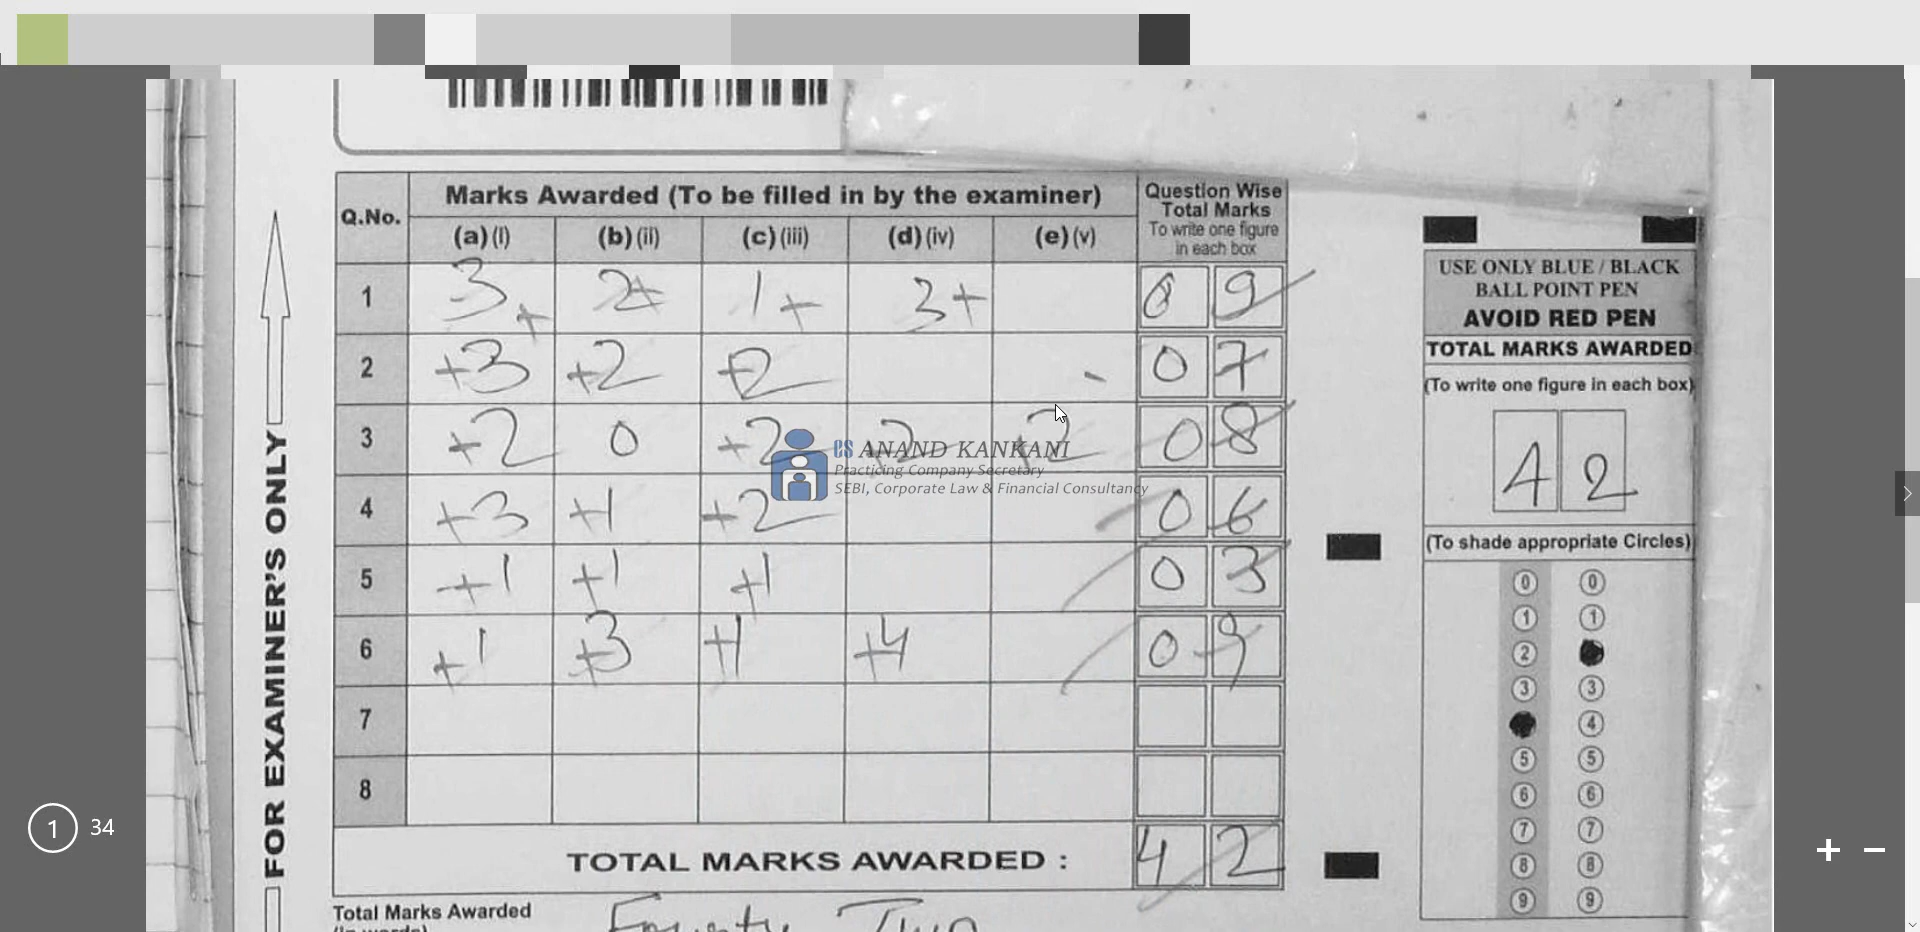 Marks Awarded (To be filled in by the examiner)
Question Wise
Total Marks
To write one figure
in each box
Q.No.
(a) (i) (b) (ii) (c) (iii) (d) (iv) (e) (v)
1 3+ 2+ 1+ 3+ 0 9
2 +3 +2 +2 0 7
3 +2 0 +2 2 +2 0 8
4 +3 +1 +2 0 6
5 +1 +1 +1 0 3
6 +1 +3 +1 +4 0 9
7
8
TOTAL MARKS AWARDED : 4 2
Total Marks Awarded
Two
FOR EXAMINER'S ONLY
CS ANAND KANKANI
Practicing Company Secretary
SEBI, Corporate Law & Financial Consultancy
USE ONLY BLUE / BLACK
BALL POINT PEN
AVOID RED PEN
TOTAL MARKS AWARDED
(To write one figure in each box)
4 2
(To shade appropriate Circles)
0 0
1 1
2
3 3
4
5 5
6 6
7 7
8 8
9 9
1 34